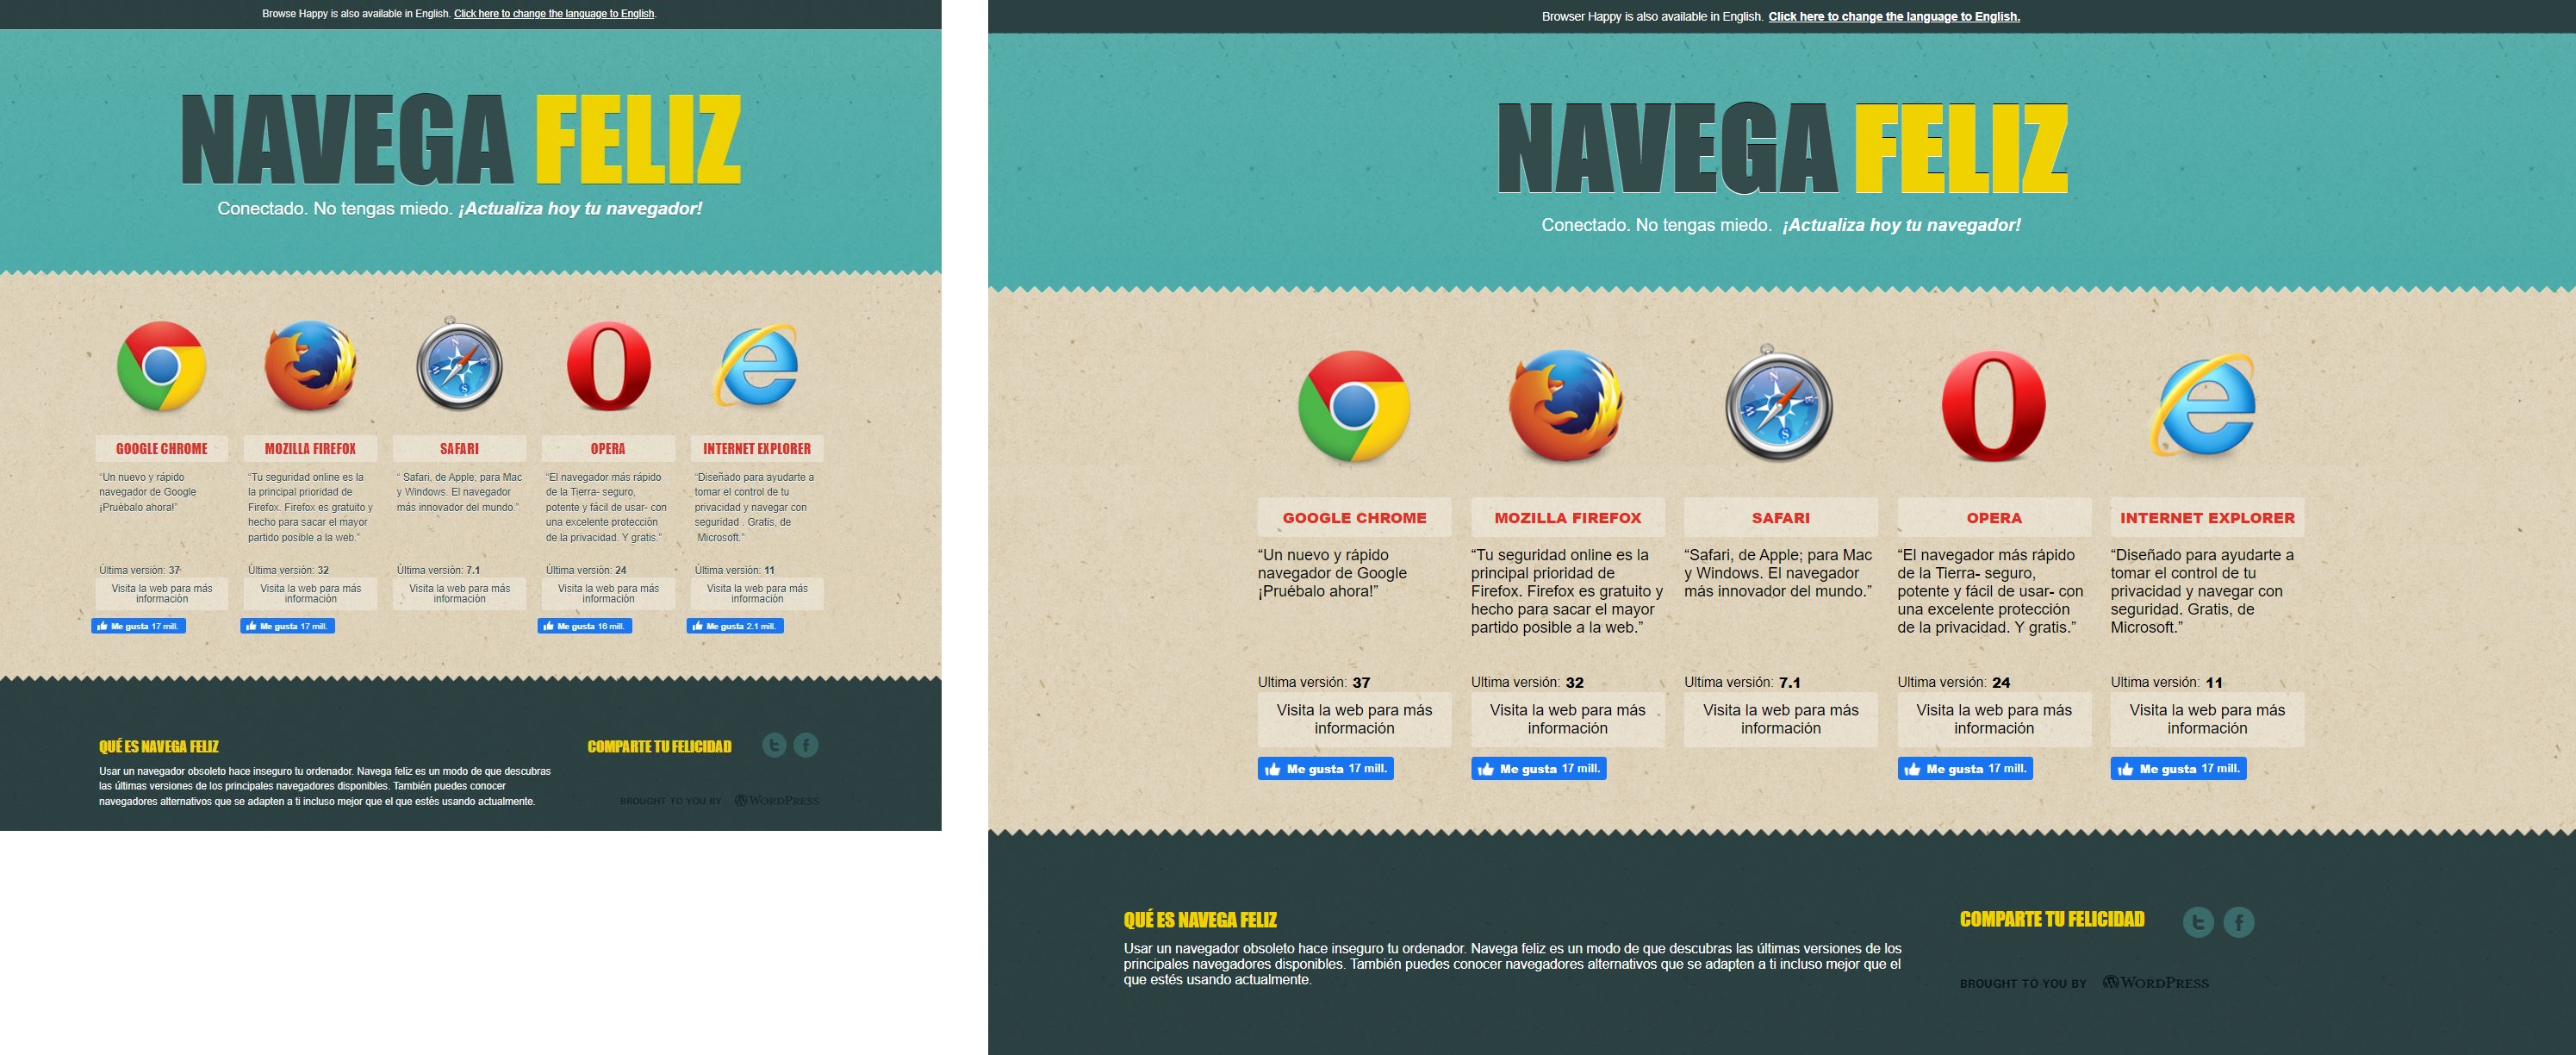 Browse Happy is also available in English. Click here to change the language to English.
NAVEGA FELIZ
Conectado. No tengas miedo. ¡Actualiza hoy tu navegador!
GOOGLE CHROME
“Un nuevo y rápido
navegador de Google
¡Pruébalo ahora!”
Última versión: 37
Visita la web para más
información
Me gusta 17 mill.
MOZILLA FIREFOX
“Tu seguridad online es la
la principal prioridad de
Firefox. Firefox es gratuito y
hecho para sacar el mayor
partido posible a la web.”
Última versión: 32
Visita la web para más
información
Me gusta 17 mill.
SAFARI
“ Safari, de Apple; para Mac
y Windows. El navegador
más innovador del mundo.”
Última versión: 7.1
Visita la web para más
información
OPERA
“El navegador más rápido
de la Tierra- seguro,
potente y fácil de usar- con
una excelente protección
de la privacidad. Y gratis.”
Última versión: 24
Visita la web para más
información
Me gusta 16 mill.
INTERNET EXPLORER
“Diseñado para ayudarte a
tomar el control de tu
privacidad y navegar con
seguridad . Gratis, de
Microsoft.”
Última versión: 11
Visita la web para más
información
Me gusta 2.1 mill.
QUÉ ES NAVEGA FELIZ
Usar un navegador obsoleto hace inseguro tu ordenador. Navega feliz es un modo de que descubras
las últimas versiones de los principales navegadores disponibles. También puedes conocer
navegadores alternativos que se adapten a ti incluso mejor que el que estés usando actualmente.
COMPARTE TU FELICIDAD
BROUGHT TO YOU BY WORDPRESS
Browser Happy is also available in English. Click here to change the language to English.
NAVEGA FELIZ
Conectado. No tengas miedo. ¡Actualiza hoy tu navegador!
GOOGLE CHROME
“Un nuevo y rápido
navegador de Google
¡Pruébalo ahora!”
Ultima versión: 37
Visita la web para más
información
Me gusta 17 mill.
MOZILLA FIREFOX
“Tu seguridad online es la
principal prioridad de
Firefox. Firefox es gratuito y
hecho para sacar el mayor
partido posible a la web.”
Ultima versión: 32
Visita la web para más
información
Me gusta 17 mill.
SAFARI
“Safari, de Apple; para Mac
y Windows. El navegador
más innovador del mundo.”
Ultima versión: 7.1
Visita la web para más
información
OPERA
“El navegador más rápido
de la Tierra- seguro,
potente y fácil de usar- con
una excelente protección
de la privacidad. Y gratis.”
Ultima versión: 24
Visita la web para más
información
Me gusta 17 mill.
INTERNET EXPLORER
“Diseñado para ayudarte a
tomar el control de tu
privacidad y navegar con
seguridad. Gratis, de
Microsoft.”
Ultima versión: 11
Visita la web para más
información
Me gusta 17 mill.
QUÉ ES NAVEGA FELIZ
Usar un navegador obsoleto hace inseguro tu ordenador. Navega feliz es un modo de que descubras las últimas versiones de los
principales navegadores disponibles. También puedes conocer navegadores alternativos que se adapten a ti incluso mejor que el
que estés usando actualmente.
COMPARTE TU FELICIDAD
BROUGHT TO YOU BY WORDPRESS